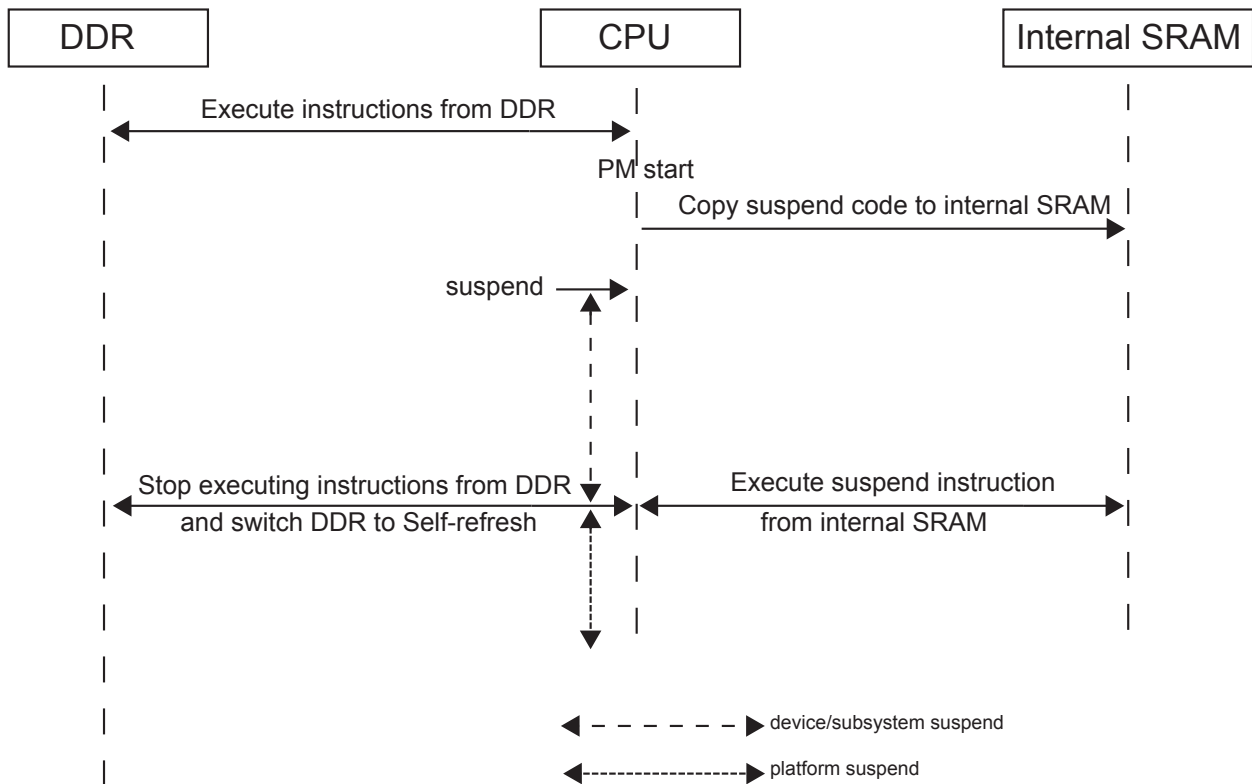 DDR
CPU
Internal SRAM
Execute instructions from DDR
PM start
Copy suspend code to internal SRAM
suspend
Stop executing instructions from DDR
and switch DDR to Self-refresh
Execute suspend instruction
from internal SRAM
device/subsystem suspend
platform suspend